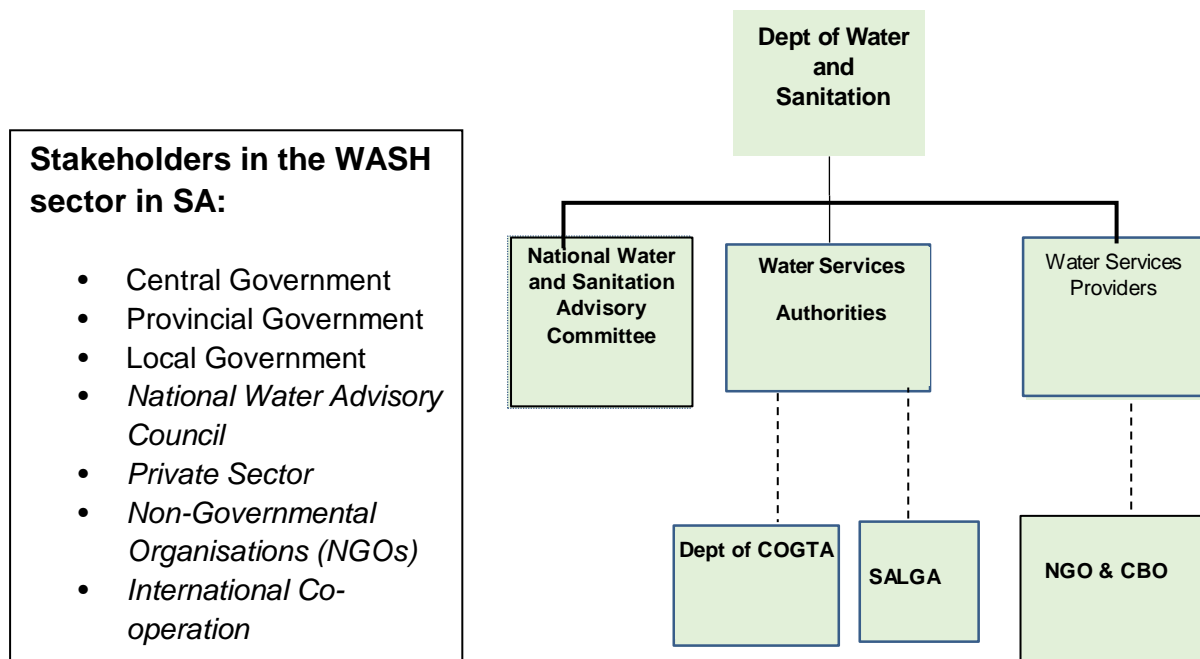 Stakeholders in the WASH
sector in SA:
• Central Government
• Provincial Government
• Local Government
• National Water Advisory
Council
• Private Sector
• Non-Governmental
Organisations (NGOs)
• International Co-
operation
Dept of Water
and
Sanitation
National Water
and Sanitation
Advisory
Committee
Water Services
Authorities
Water Services
Providers
Dept of COGTA
SALGA
NGO & CBO